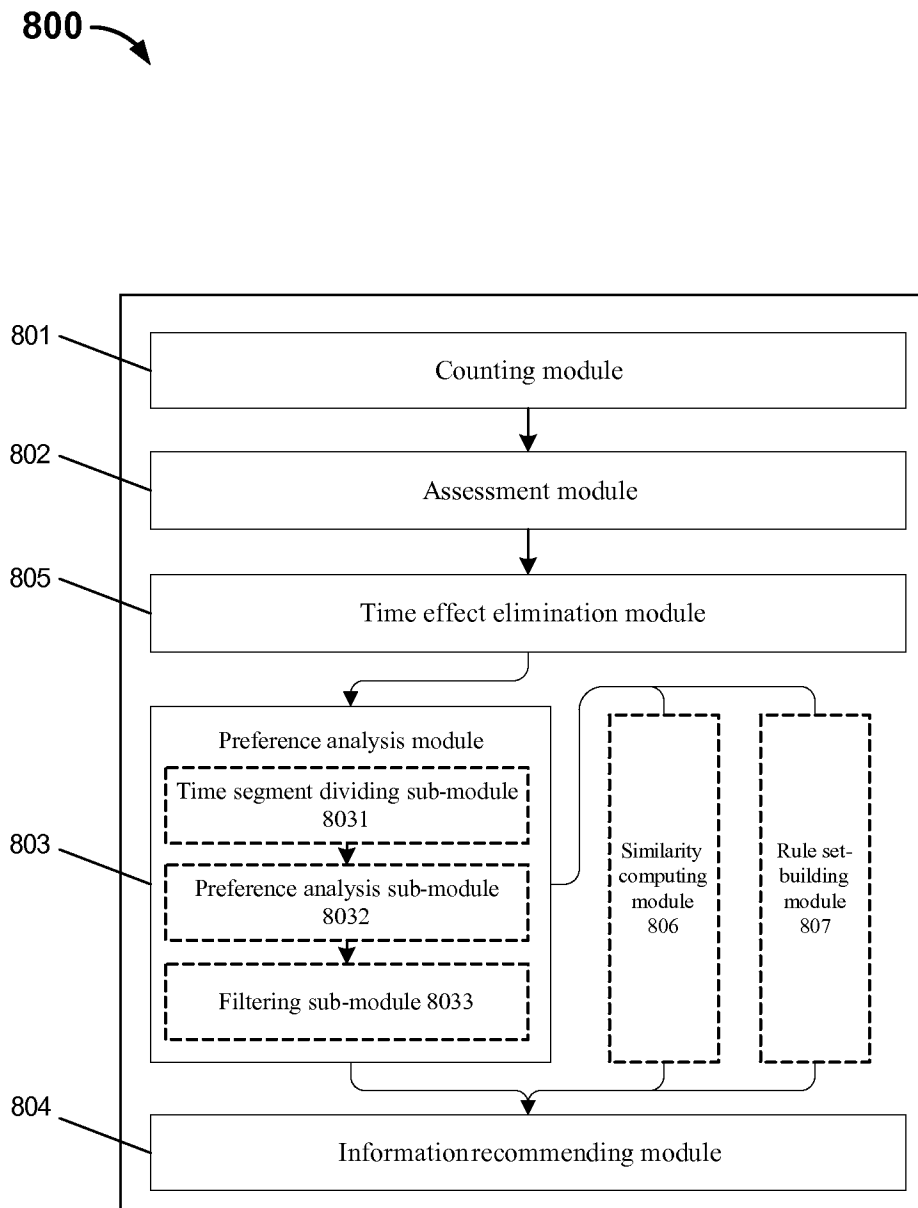 800
801
Counting module
802
Assessment module
805
Time effect elimination module
Preference analysis module
Time segment dividing sub-module
8031
803
Preference analysis sub-module
8032
Filtering sub-module 8033
Similarity
computing
module
806
Rule set-
building
module
807
804
Information recommending module